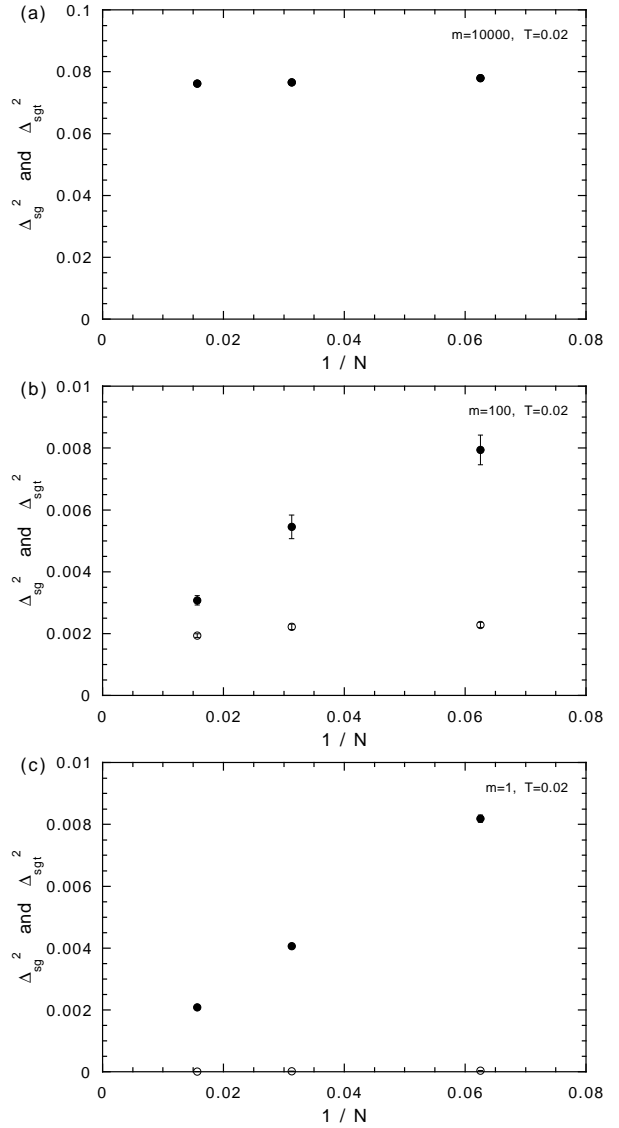 (a)
m=10000, T=0.02
0.1
0.08
0.06
0.04
0.02
0
Δsg² and Δsgt²
0 0.02 0.04 0.06 0.08
1 / N
(b)
m=100, T=0.02
0.01
0.008
0.006
0.004
0.002
0
Δsg² and Δsgt²
0 0.02 0.04 0.06 0.08
1 / N
(c)
m=1, T=0.02
0.01
0.008
0.006
0.004
0.002
0
Δsg² and Δsgt²
0 0.02 0.04 0.06 0.08
1 / N